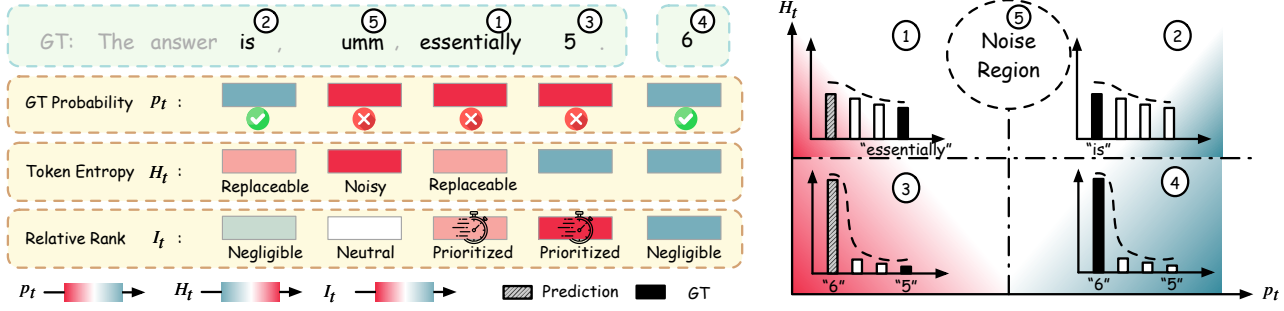 ② ⑤ ① ③ ④
GT: The answer is , umm , essentially 5 . 6
GT Probability p_t :
Token Entropy H_t :
Replaceable Noisy Replaceable
Relative Rank I_t :
Negligible Neutral Prioritized Prioritized Negligible
p_t H_t I_t Prediction GT
H_t
① ⑤ ②
Noise
Region
"essentially" "is"
③ ④
"6" "5" "6" "5"
p_t